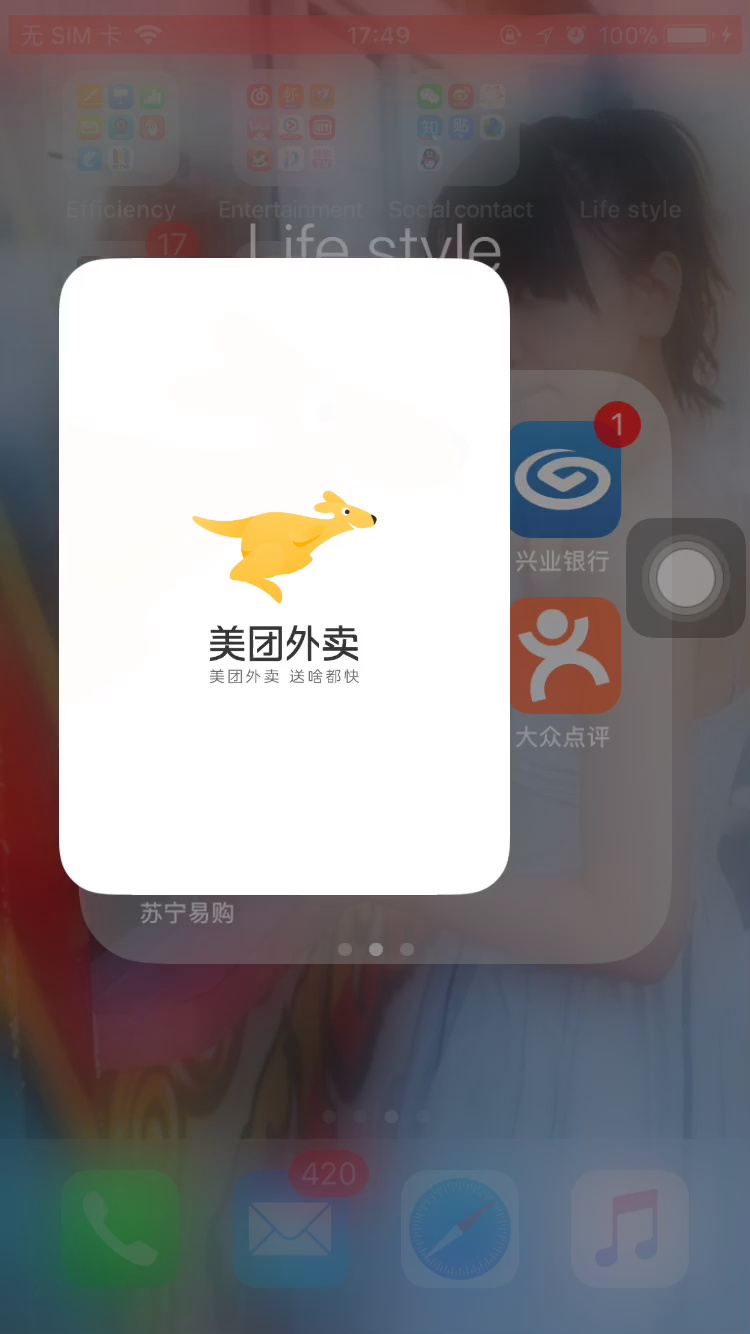 无 SIM 卡
17:49
100%
Efficiency
Entertainment
Social contact
Life style
17
Life style
1
兴业银行
美团外卖
美团外卖 送啥都快
大众点评
苏宁易购
420